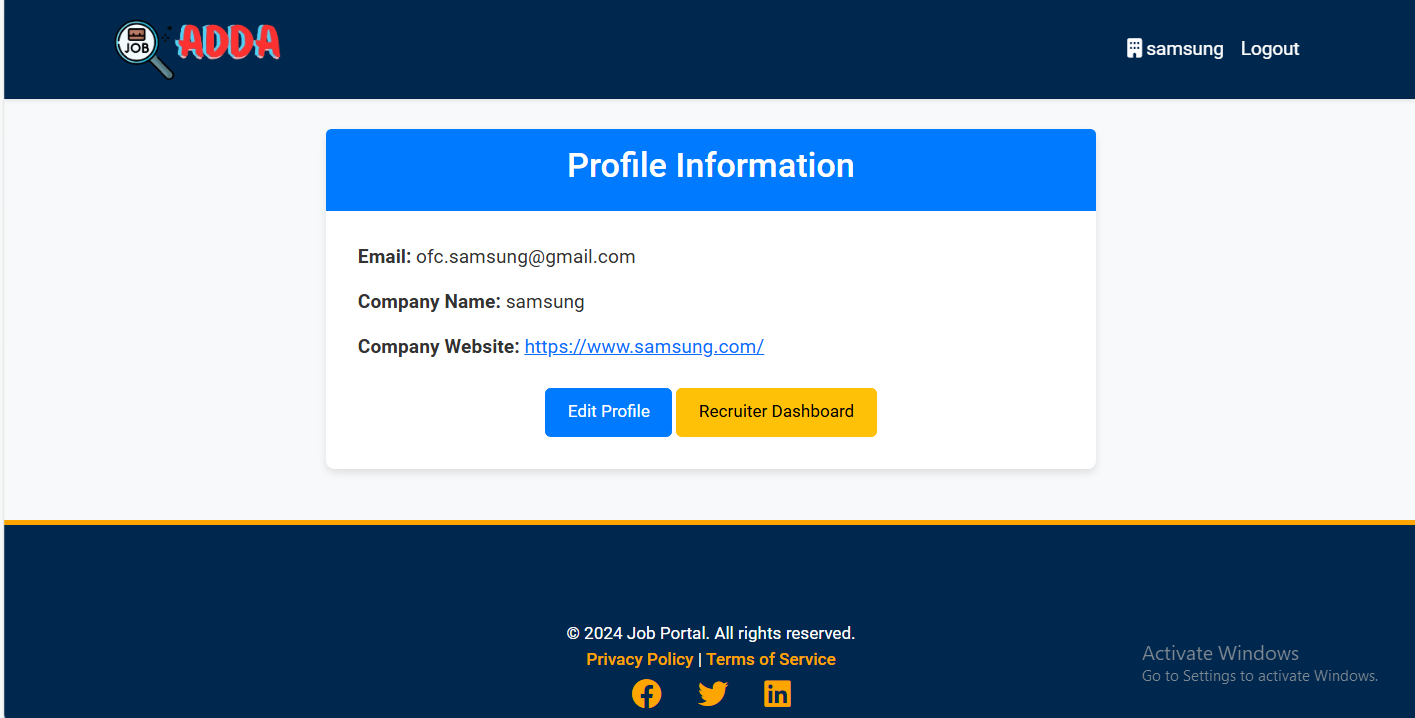 JOB ADDA
samsung Logout
Profile Information
Email: ofc.samsung@gmail.com
Company Name: samsung
Company Website: https://www.samsung.com/
Edit Profile Recruiter Dashboard
© 2024 Job Portal. All rights reserved.
Privacy Policy | Terms of Service
in
Activate Windows
Go to Settings to activate Windows.